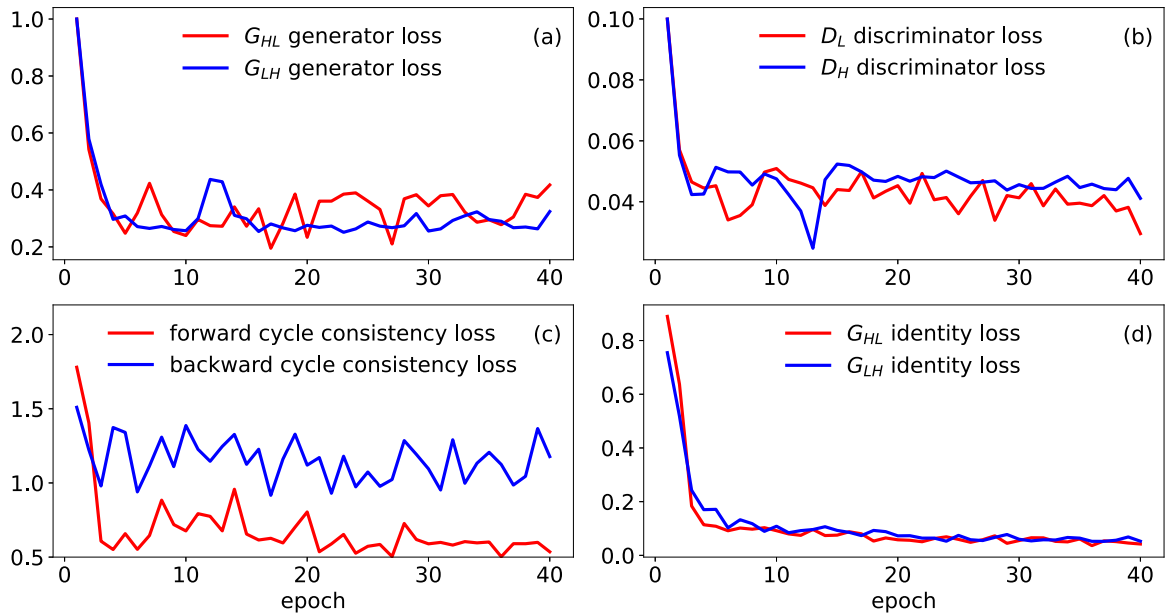 1.0
0.8
0.6
0.4
0.2
G_HL generator loss
G_LH generator loss
(a)
0 10 20 30 40
0.10
0.08
0.06
0.04
D_L discriminator loss
D_H discriminator loss
(b)
0 10 20 30 40
2.0
1.5
1.0
0.5
forward cycle consistency loss
backward cycle consistency loss
(c)
0 10 20 30 40
epoch
0.8
0.6
0.4
0.2
0.0
G_HL identity loss
G_LH identity loss
(d)
0 10 20 30 40
epoch